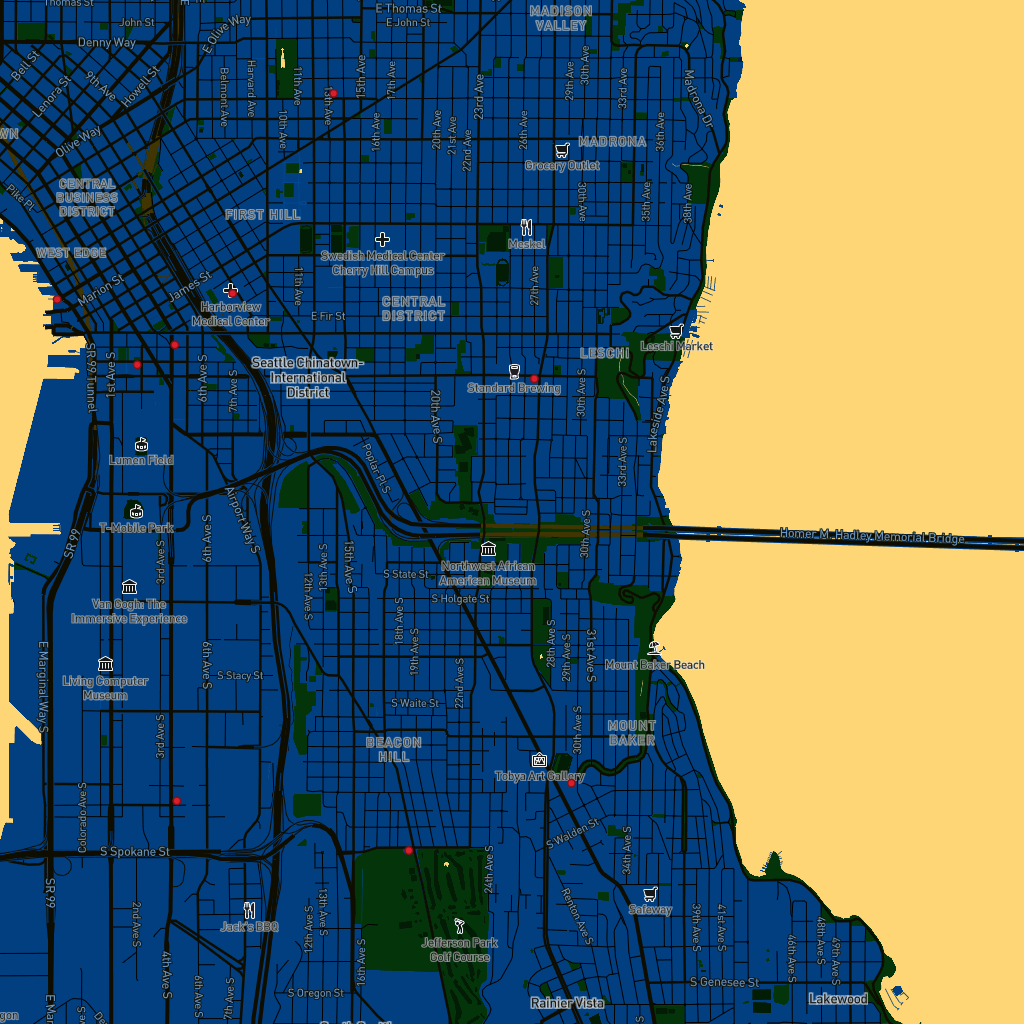 Thomas St
E Thomas St
MADISON
VALLEY
John St
E John St
E Olive Way
Denny Way
Bell St
9th Ave
Howell St
Lenora St
Belmont Ave
Harvard Ave
11th Ave
13th Ave
15th Ave
17th Ave
23rd Ave
29th Ave
30th Ave
33rd Ave
Madrona Dr
10th Ave
16th Ave
20th Ave
21st Ave
22nd Ave
26th Ave
36th Ave
Olive Way
MADRONA
Grocery Outlet
Pike Pl
CENTRAL
BUSINESS
DISTRICT
FIRST HILL
30th Ave
35th Ave
38th Ave
WEST EDGE
Swedish Medical Center
Cherry Hill Campus
Meskel
Marion St
James St
11th Ave
27th Ave
Harborview
Medical Center
E Fir St
CENTRAL
DISTRICT
LESCHI
Leschi Market
SR 99 Tunnel
1st Ave S
6th Ave S
7th Ave S
Seattle Chinatown-
International
District
Standard Brewing
30th Ave S
20th Ave S
Lakeside Ave S
Poplar Pl S
33rd Ave S
Lumen Field
Airport Way S
T-Mobile Park
SR 99
3rd Ave S
6th Ave S
Homer M. Hadley Memorial Bridge
30th Ave S
12th Ave S
13th Ave S
15th Ave S
Northwest African
American Museum
S State St
S Holgate St
Van Gogh: The
Immersive Experience
18th Ave S
19th Ave S
22nd Ave S
28th Ave S
29th Ave S
31st Ave S
Mount Baker Beach
Living Computer
Museum
E Marginal Way S
6th Ave S
S Stacy St
S Waite St
3rd Ave S
BEACON
HILL
30th Ave S
MOUNT
BAKER
Tobya Art Gallery
Colorado Ave S
S Walden St
34th Ave S
S Spokane St
24th Ave S
SR 99
2nd Ave S
Jack's BBQ
12th Ave S
13th Ave S
16th Ave S
Jefferson Park
Golf Course
Renton Ave S
Safeway
39th Ave S
41st Ave S
46th Ave S
48th Ave S
49th Ave S
4th Ave S
6th Ave S
7th Ave S
S Oregon St
S Genesee St
Rainier Vista
Lakewood